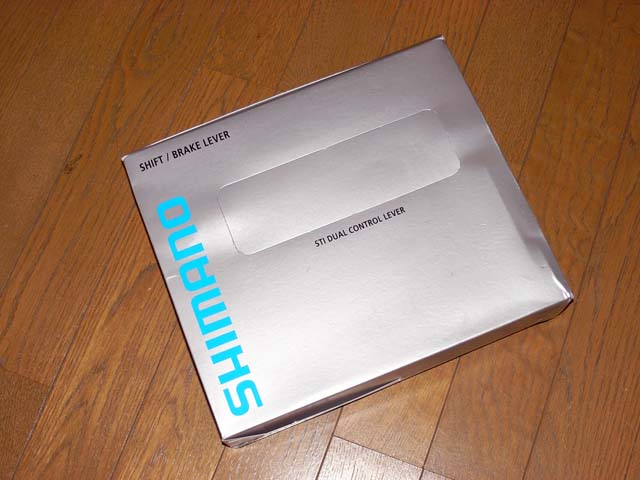 SHIFT / BRAKE LEVER
STI DUAL CONTROL LEVER
SHIMANO